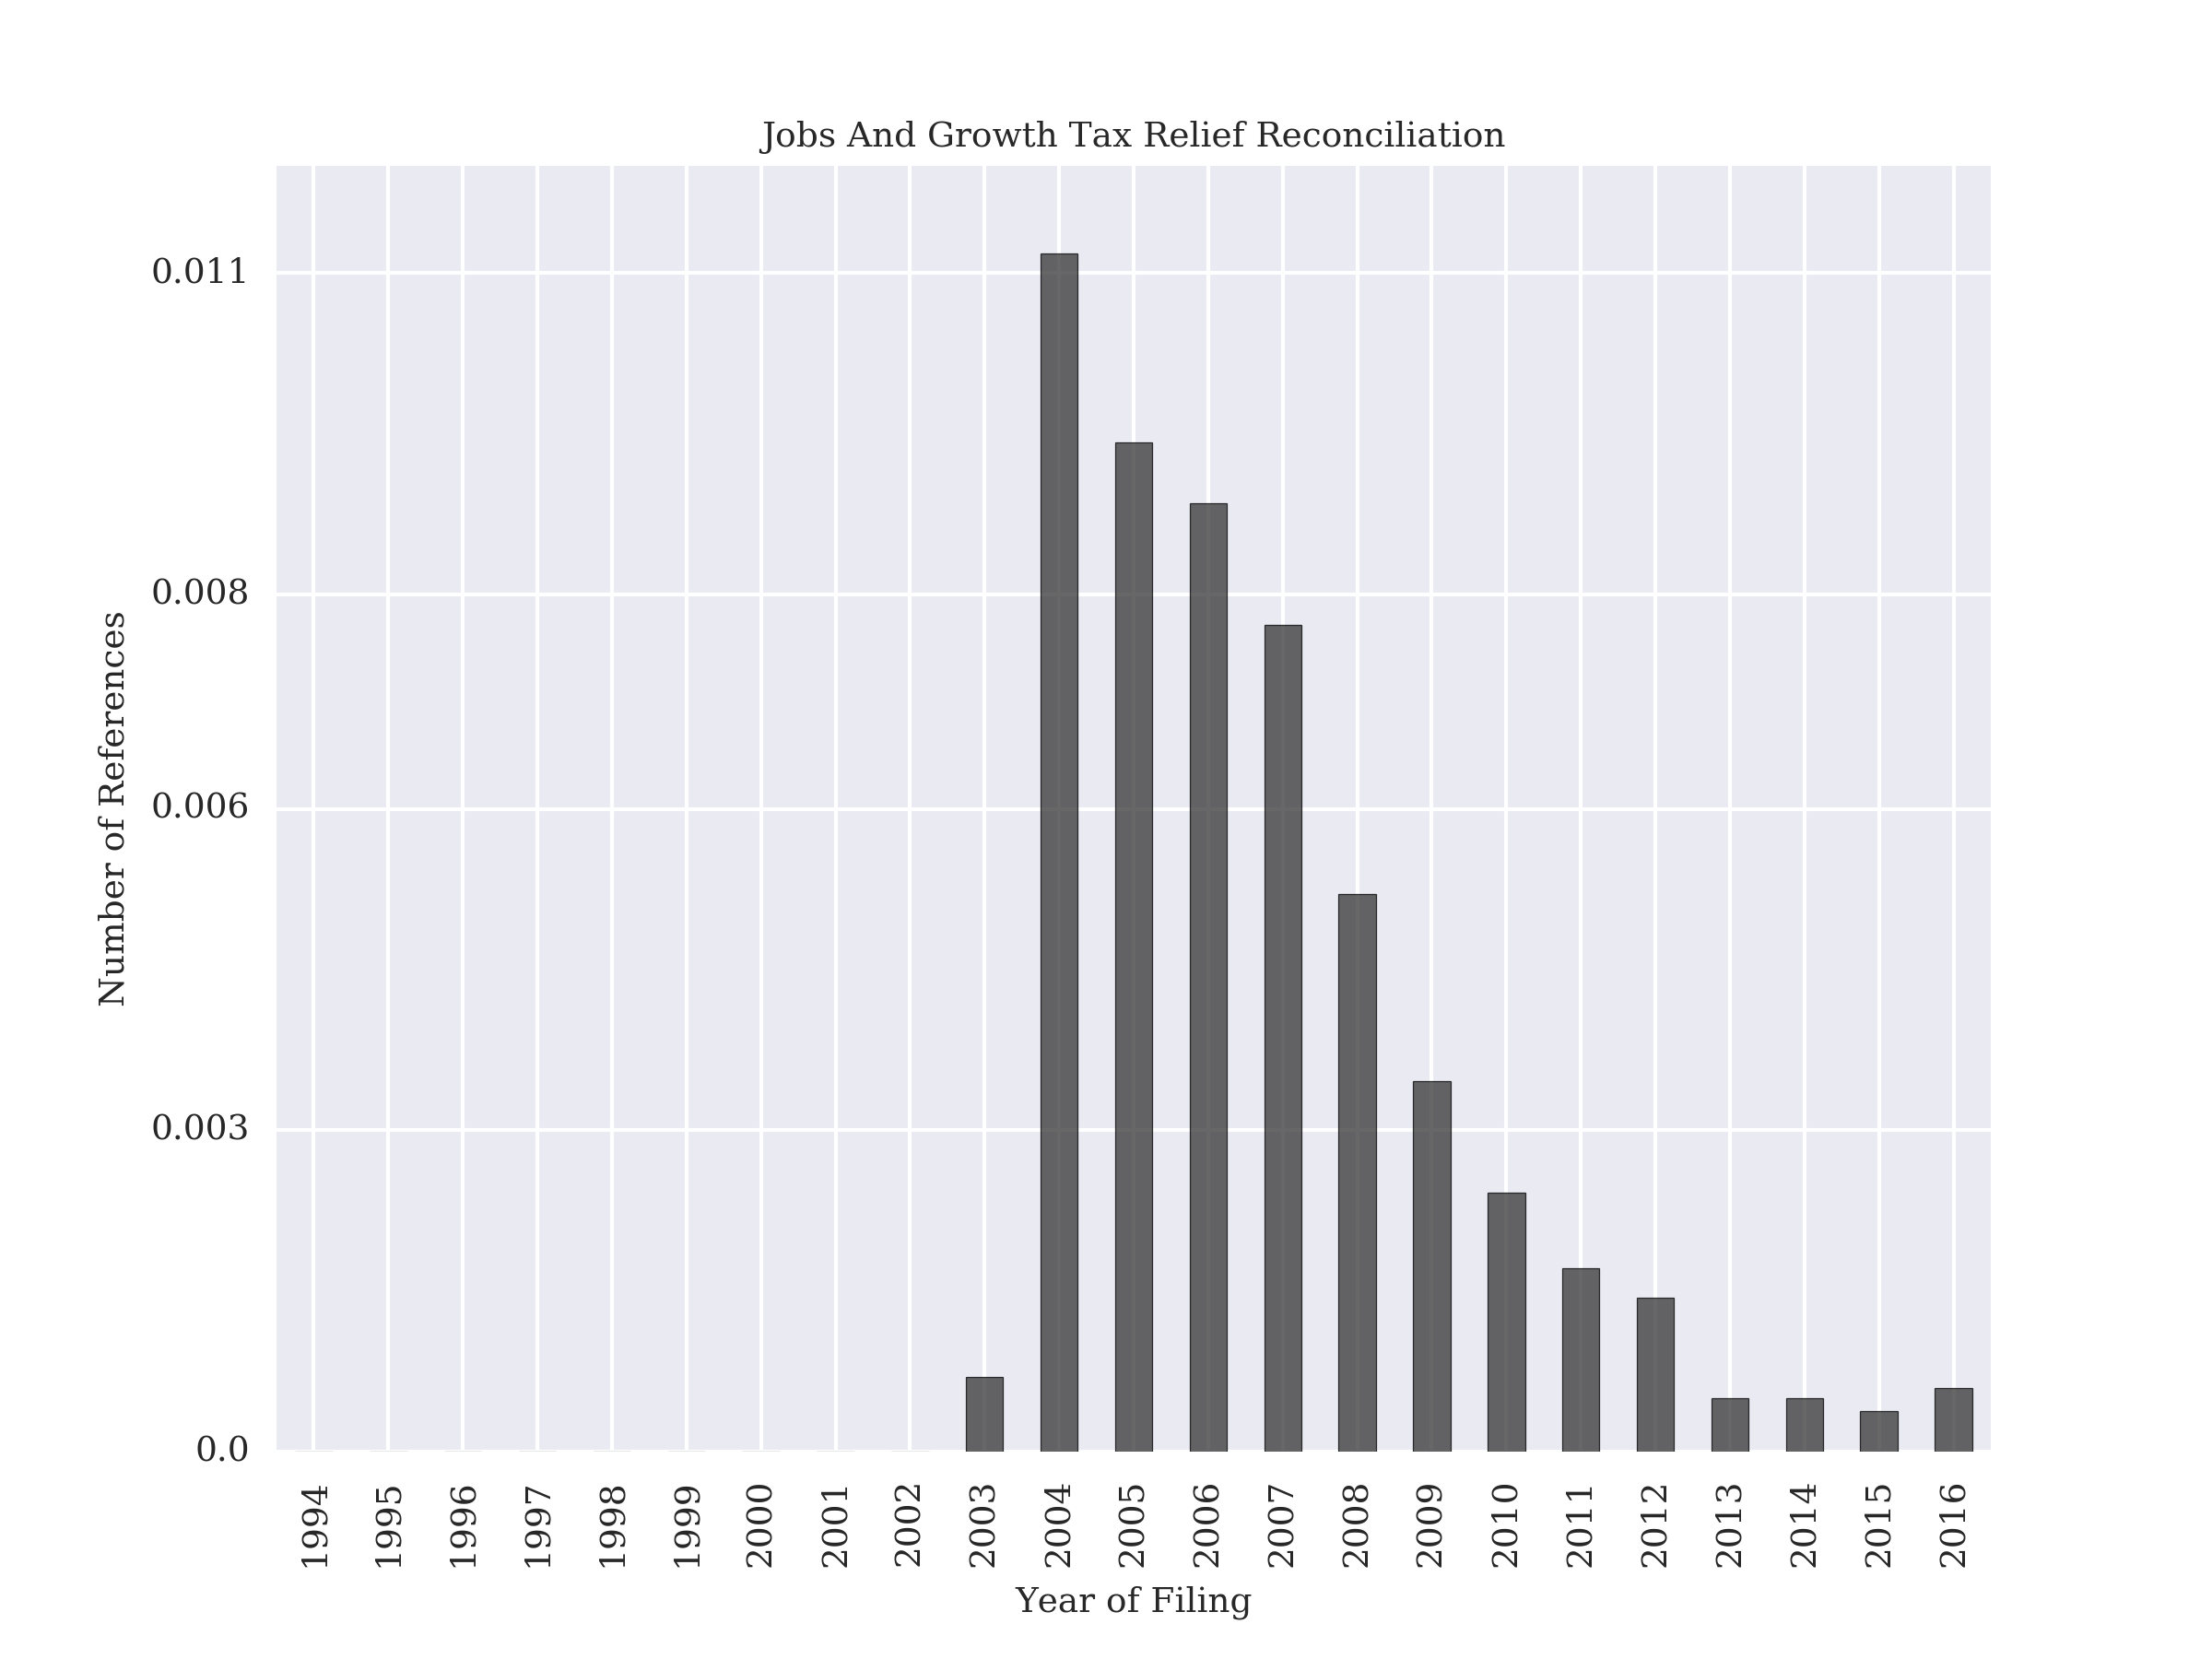 Jobs And Growth Tax Relief Reconciliation
0.011
0.008
0.006
0.003
0.0
Number of References
1994 1995 1996 1997 1998 1999 2000 2001 2002 2003 2004 2005 2006 2007 2008 2009 2010 2011 2012 2013 2014 2015 2016
Year of Filing